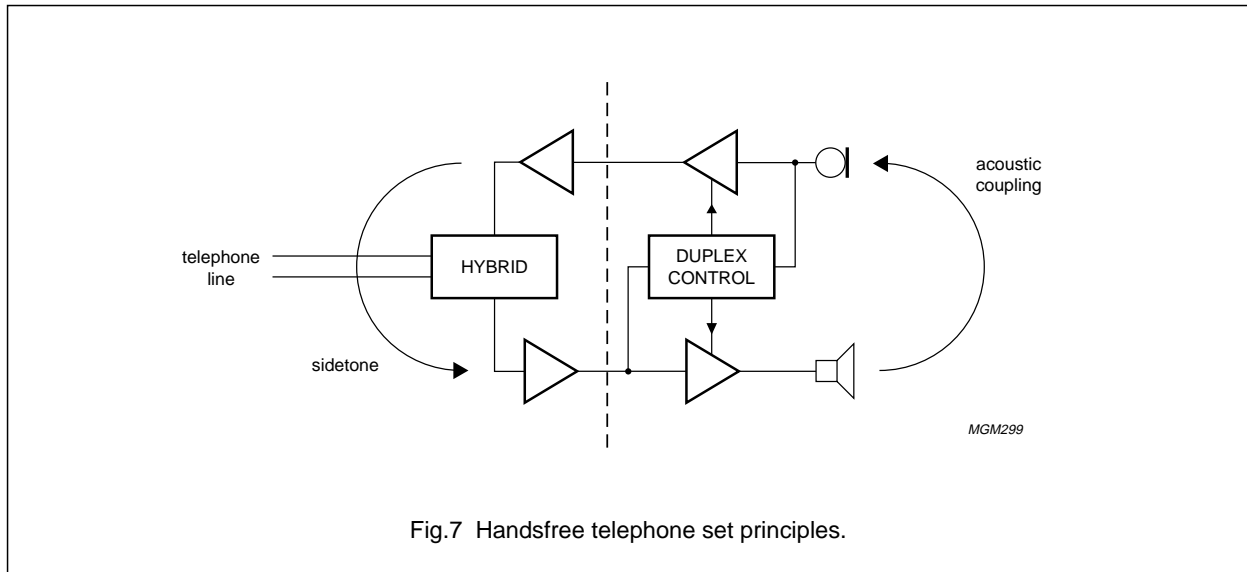 acoustic
coupling
telephone
line
HYBRID
DUPLEX
CONTROL
sidetone
MGM299
Fig.7 Handsfree telephone set principles.